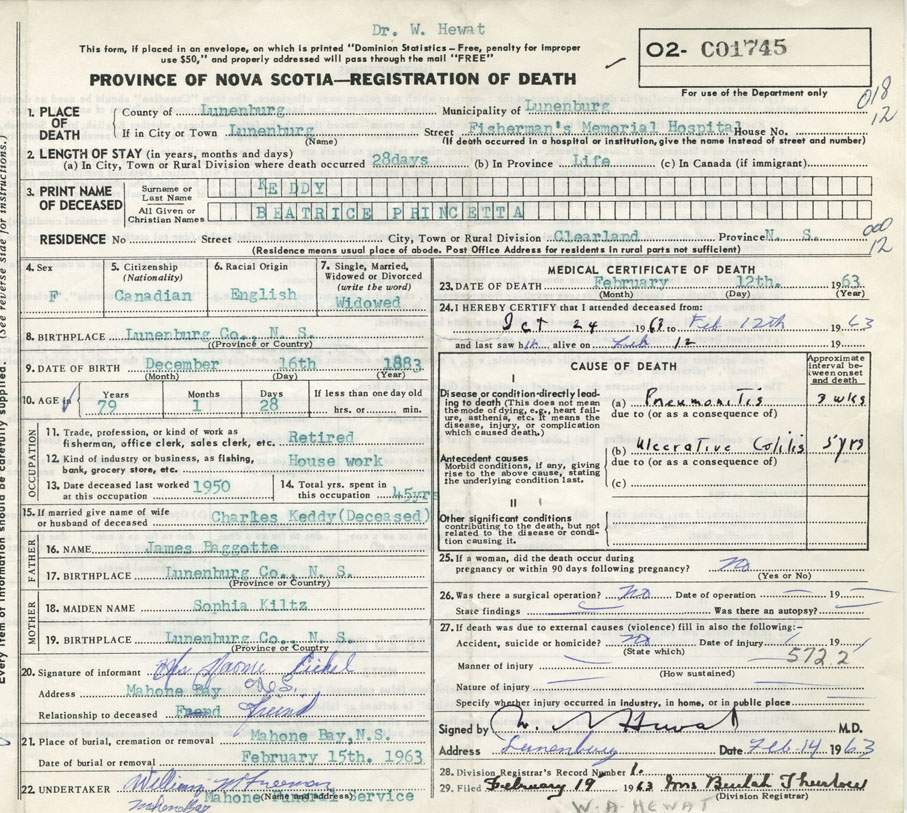 Dr. W. Hewat
This form, if placed in an envelope, on which is printed "Dominion Statistics - Free, penalty for improper
use $50," and properly addressed will pass through the mail "FREE"
O2- C01745
For use of the Department only
PROVINCE OF NOVA SCOTIA—REGISTRATION OF DEATH
018
12
1. PLACE OF DEATH
County of Lunenburg Municipality of Lunenburg
If in City or Town Lunenburg Street Fisherman's Memorial Hospital House No.
(Name) (If death occurred in a hospital or institution, give the name instead of street and number)
2. LENGTH OF STAY (in years, months and days)
(a) In City, Town or Rural Division where death occurred 28days (b) In Province Life (c) In Canada (if immigrant)
3. PRINT NAME OF DECEASED
Surname or Last Name KEDDY
All Given or Christian Names BEATRICE PRINCETTA
RESIDENCE No Street City, Town or Rural Division Clearland Province N. S.
(Residence means usual place of abode. Post Office Address for residents in rural parts not sufficient)
12
4. Sex F
5. Citizenship (Nationality) Canadian
6. Racial Origin English
7. Single, Married, Widowed or Divorced (write the word) Widowed
8. BIRTHPLACE Lunenburg Co., N. S.
(Province or Country)
9. DATE OF BIRTH December 16th 1883
(Month) (Day) (Year)
10. AGE in Years 79 Months 1 Days 28 If less than one day old hrs. or min.
OCCUPATION
11. Trade, profession, or kind of work as
fisherman, office clerk, sales clerk, etc. Retired
12. Kind of industry or business, as fishing,
bank, grocery store, etc. House work
13. Date deceased last worked at this occupation 1950
14. Total yrs. spent in this occupation 45yrs
15. If married give name of wife
or husband of deceased Charles Keddy(Deceased)
FATHER
16. NAME James Baggotte
17. BIRTHPLACE Lunenburg Co., N. S.
(Province or Country)
MOTHER
18. MAIDEN NAME Sophia Kiltz
19. BIRTHPLACE Lunenburg Co., N. S.
(Province or Country
20. Signature of informant Mrs
Address Mahone Bay N.S.
Relationship to deceased Friend
21. Place of burial, cremation or removal Mahone Bay,N.S.
Date of burial or removal February 15th. 1963
22. UNDERTAKER William
Mahone Bay Mahone Service
(Name and address)
MEDICAL CERTIFICATE OF DEATH
23. DATE OF DEATH February 12th. 1963
(Month) (Day) (Year)
24. I HEREBY CERTIFY that I attended deceased from:
Oct 24 196 to Feb 12th 1963
and last saw h alive on Feb 12 19
CAUSE OF DEATH
Approximate interval between onset and death
I
Disease or condition directly leading
to death (This does not mean
the mode of dying, e.g., heart failure,
asthenia, etc. It means the
disease, injury, or complication
which caused death.)
(a) Pneumonitis 3 wks
due to (or as a consequence of)
Antecedent causes
Morbid conditions, if any, giving
rise to the above cause, stating
the underlying condition last.
(b) Ulcerative Colitis 5 yrs
due to (or as a consequence of)
(c)
II
Other significant conditions
contributing to the death, but not
related to the disease or condition
causing it.
25. If a woman, did the death occur during
pregnancy or within 90 days following pregnancy? No
(Yes or No)
26. Was there a surgical operation? No Date of operation 19
State findings Was there an autopsy?
27. If death was due to external causes (violence) fill in also the following:-
Accident, suicide or homicide? No Date of injury 19
(State which)
572 2
Manner of injury
(How sustained)
Nature of injury
Specify whether injury occurred in industry, in home, or in public place
Signed by W. Hewat M.D.
Address Lunenburg Date Feb. 14 1963
28. Division Registrar's Record Number 1.
29. Filed February 19 1963 Mrs Beulah
(Division Registrar)
W. A. HEWAT
(See reverse side for instructions.)
Every item of information should be carefully supplied.